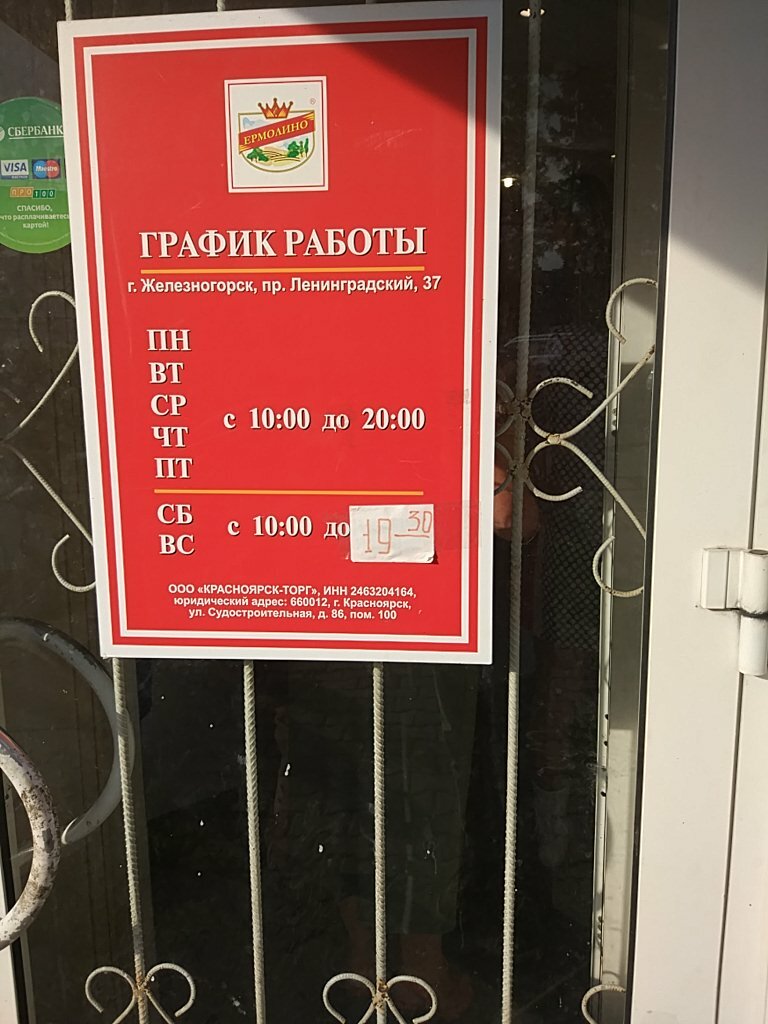 СБЕРБАНК
VISA
Maestro
ПРО100
СПАСИБО,
что расплачиваетесь
картой!
ЕРМОЛИНО
®
ГРАФИК РАБОТЫ
г. Железногорск, пр. Ленинградский, 37
ПН
ВТ
СР
ЧТ
ПТ
с 10:00 до 20:00
СБ
ВС
с 10:00 до 19 30
ООО «КРАСНОЯРСК-ТОРГ», ИНН 2463204164,
юридический адрес: 660012, г. Красноярск,
ул. Судостроительная, д. 86, пом. 100